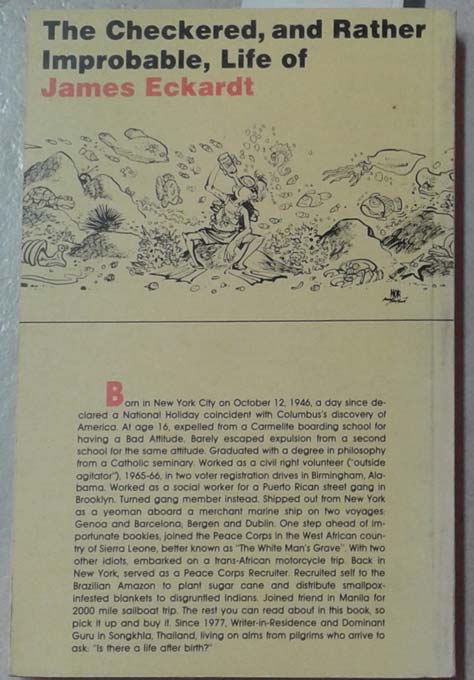 The Checkered, and Rather
Improbable, Life of
James Eckardt
Born in New York City on October 12, 1946, a day since de-
clared a National Holiday coincident with Columbus's discovery of
America. At age 16, expelled from a Carmelite boarding school for
having a Bad Attitude. Barely escaped expulsion from a second
school for the same attitude. Graduated with a degree in philosophy
from a Catholic seminary. Worked as a civil right volunteer ("outside
agitator"), 1965-66, in two voter registration drives in Birmingham, Ala-
bama. Worked as a social worker for a Puerto Rican street gang in
Brooklyn. Turned gang member instead. Shipped out from New York
as a yeoman aboard a merchant marine ship on two voyages:
Genoa and Barcelona; Bergen and Dublin. One step ahead of im-
portunate bookies, joined the Peace Corps in the West African coun-
try of Sierra Leone, better known as "The White Man's Grave". With two
other idiots, embarked on a trans-African motorcycle trip. Back in
New York, served as a Peace Corps Recruiter. Recruited self to the
Brazilian Amazon to plant sugar cane and distribute smallpox-
infested blankets to disgruntled Indians. Joined friend in Manila for
2000 mile sailboat trip. The rest you can read about in this book, so
pick it up and buy it. Since 1977, Writer-in-Residence and Dominant
Guru in Songkhla, Thailand, living on alms from pilgrims who arrive to
ask. "Is there a life after birth?"